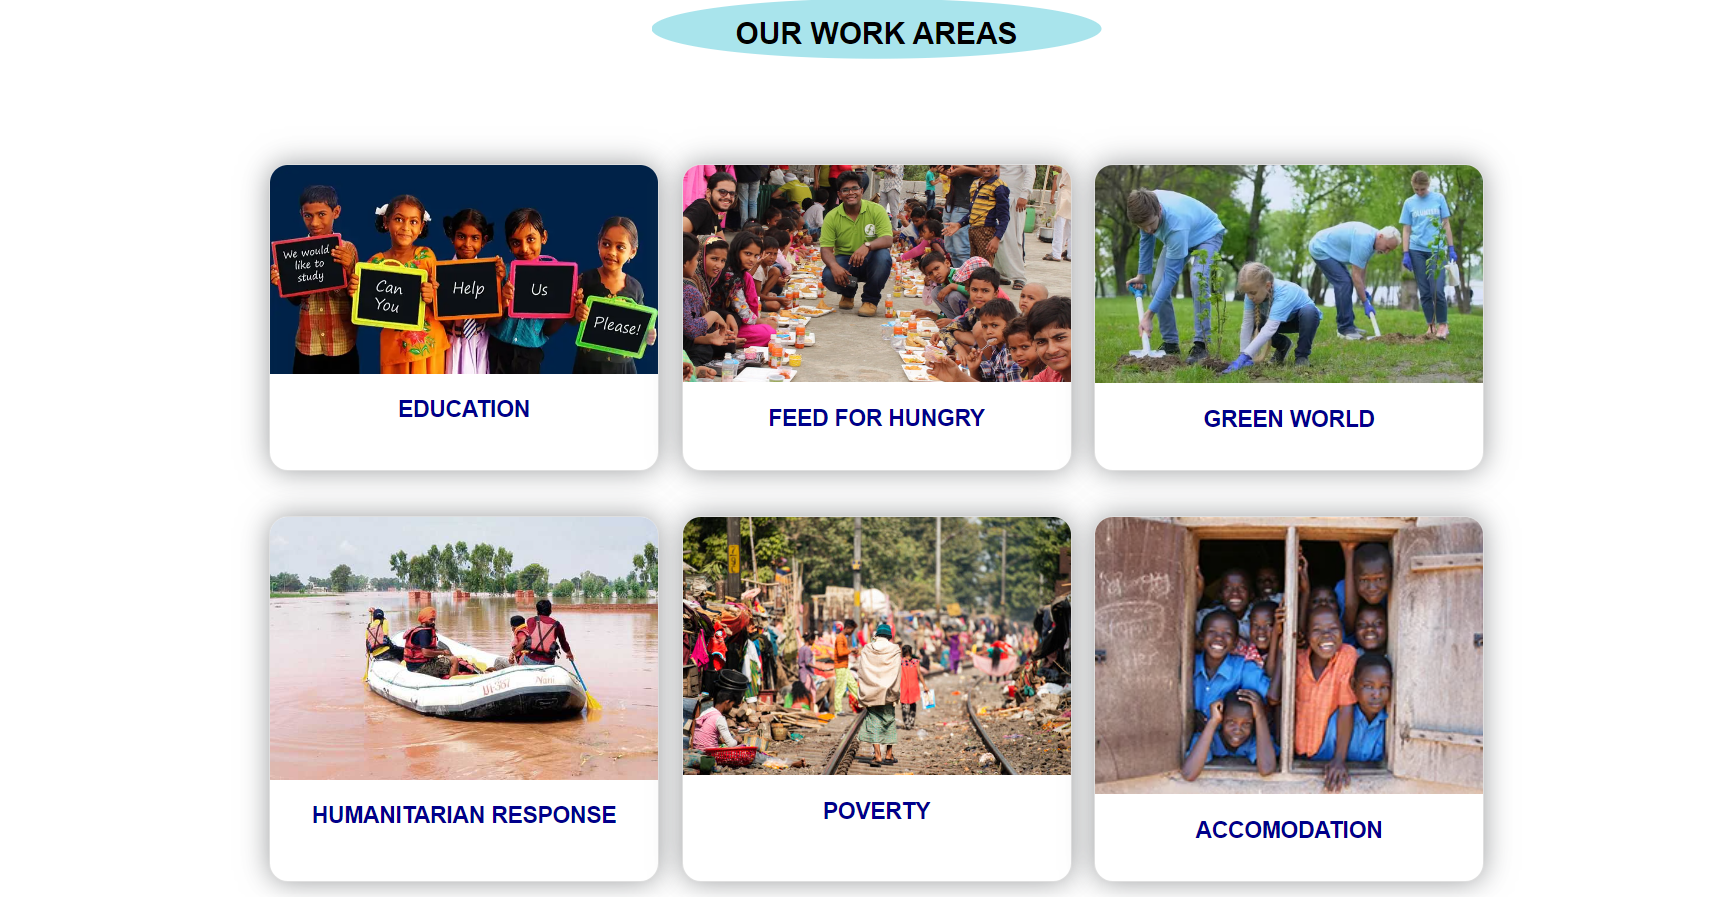 OUR WORK AREAS
We would
like to
study
Can
You
Help
Us
Please!
EDUCATION
FEED FOR HUNGRY
GREEN WORLD
HUMANITARIAN RESPONSE
POVERTY
ACCOMODATION